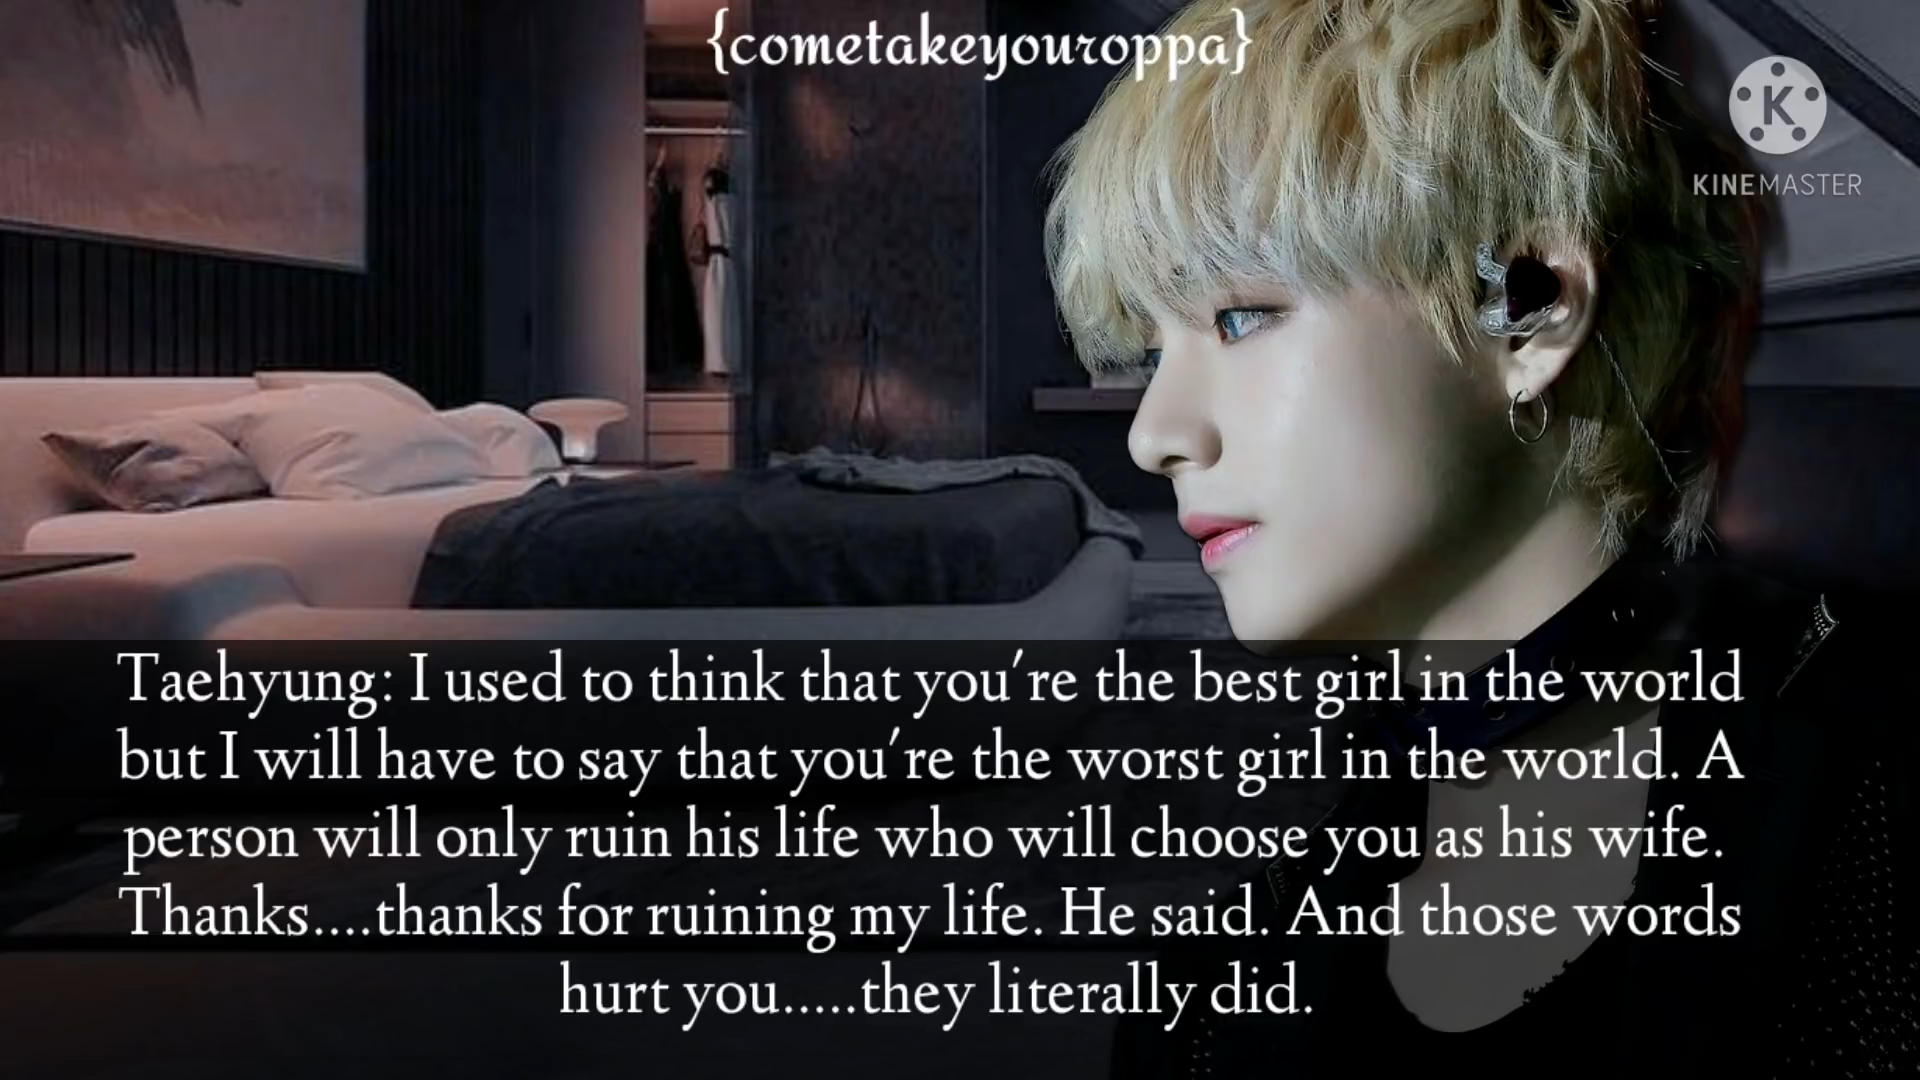 {cometakeyouroppa}
K
KINEMASTER
Taehyung: I used to think that you're the best girl in the world
but I will have to say that you're the worst girl in the world. A
person will only ruin his life who will choose you as his wife.
Thanks....thanks for ruining my life. He said. And those words
hurt you.....they literally did.